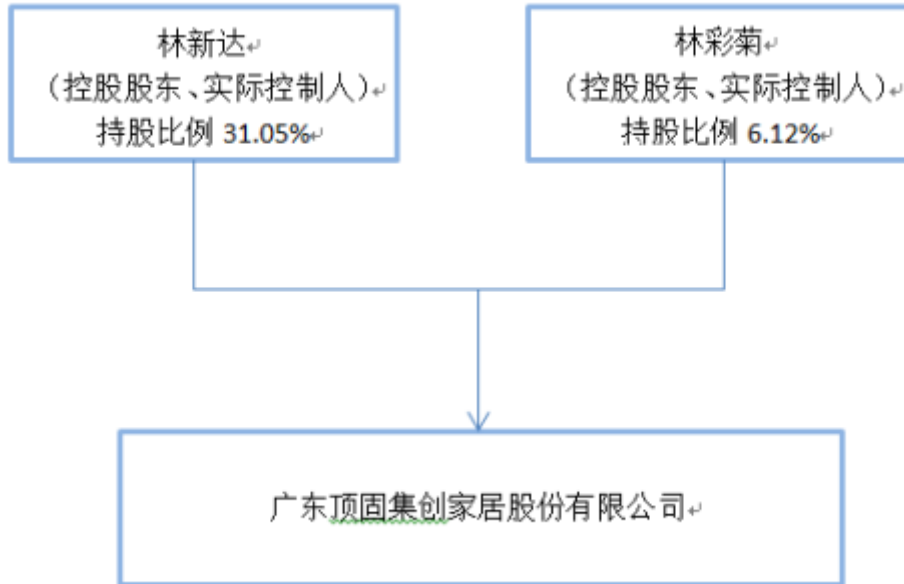 林新达
（控股股东、实际控制人）
持股比例 31.05%
林彩菊
（控股股东、实际控制人）
持股比例 6.12%
广东顶固集创家居股份有限公司